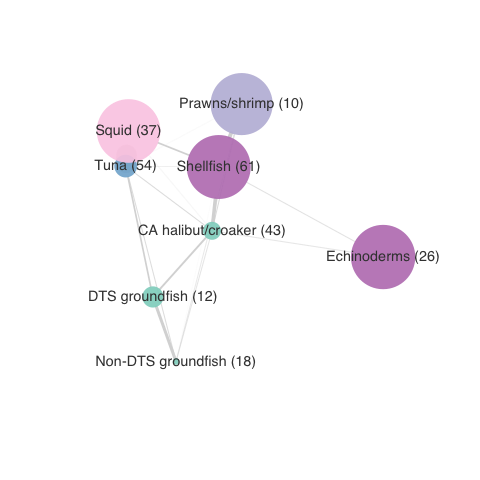 Prawns/shrimp (10)
Squid (37)
Tuna (54)
Shellfish (61)
CA halibut/croaker (43)
Echinoderms (26)
DTS groundfish (12)
Non-DTS groundfish (18)